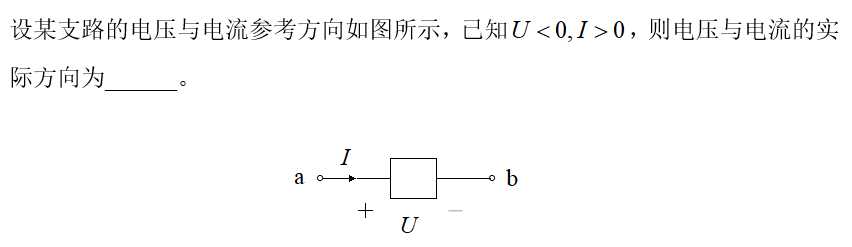 设某支路的电压与电流参考方向如图所示，已知U < 0, I > 0，则电压与电流的实
际方向为______。
I
a b
+ U −